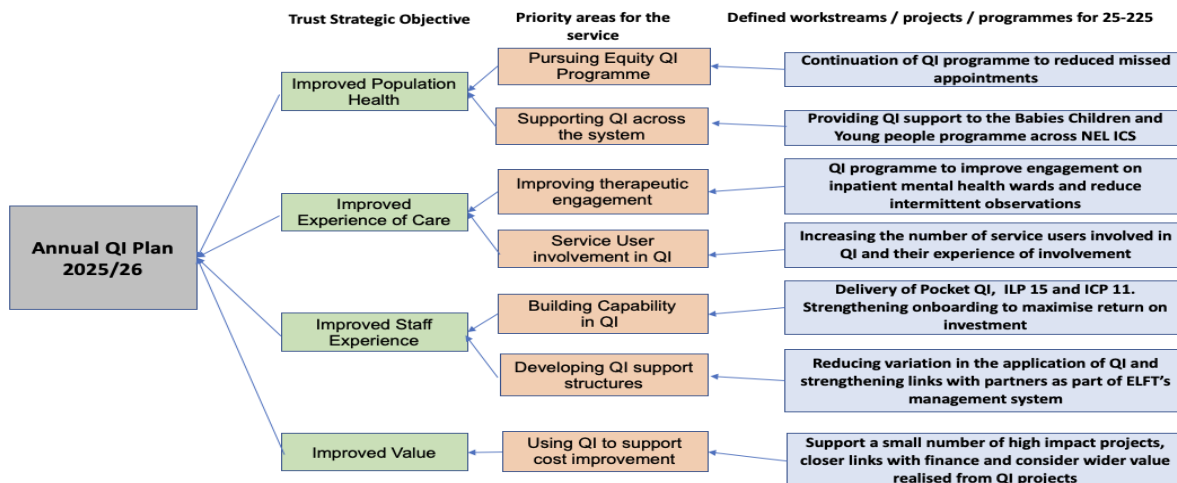 Trust Strategic Objective
Priority areas for the
service
Defined workstreams / projects / programmes for 25-225
Annual QI Plan
2025/26
Improved Population
Health
Pursuing Equity QI
Programme
Continuation of QI programme to reduced missed
appointments
Supporting QI across
the system
Providing QI support to the Babies Children and
Young people programme across NEL ICS
Improved
Experience of Care
Improving therapeutic
engagement
QI programme to improve engagement on
inpatient mental health wards and reduce
intermittent observations
Service User
involvement in QI
Increasing the number of service users involved in
QI and their experience of involvement
Improved Staff
Experience
Building Capability
in QI
Delivery of Pocket QI, ILP 15 and ICP 11.
Strengthening onboarding to maximise return on
investment
Developing QI support
structures
Reducing variation in the application of QI and
strengthening links with partners as part of ELFT's
management system
Improved Value
Using QI to support
cost improvement
Support a small number of high impact projects,
closer links with finance and consider wider value
realised from QI projects